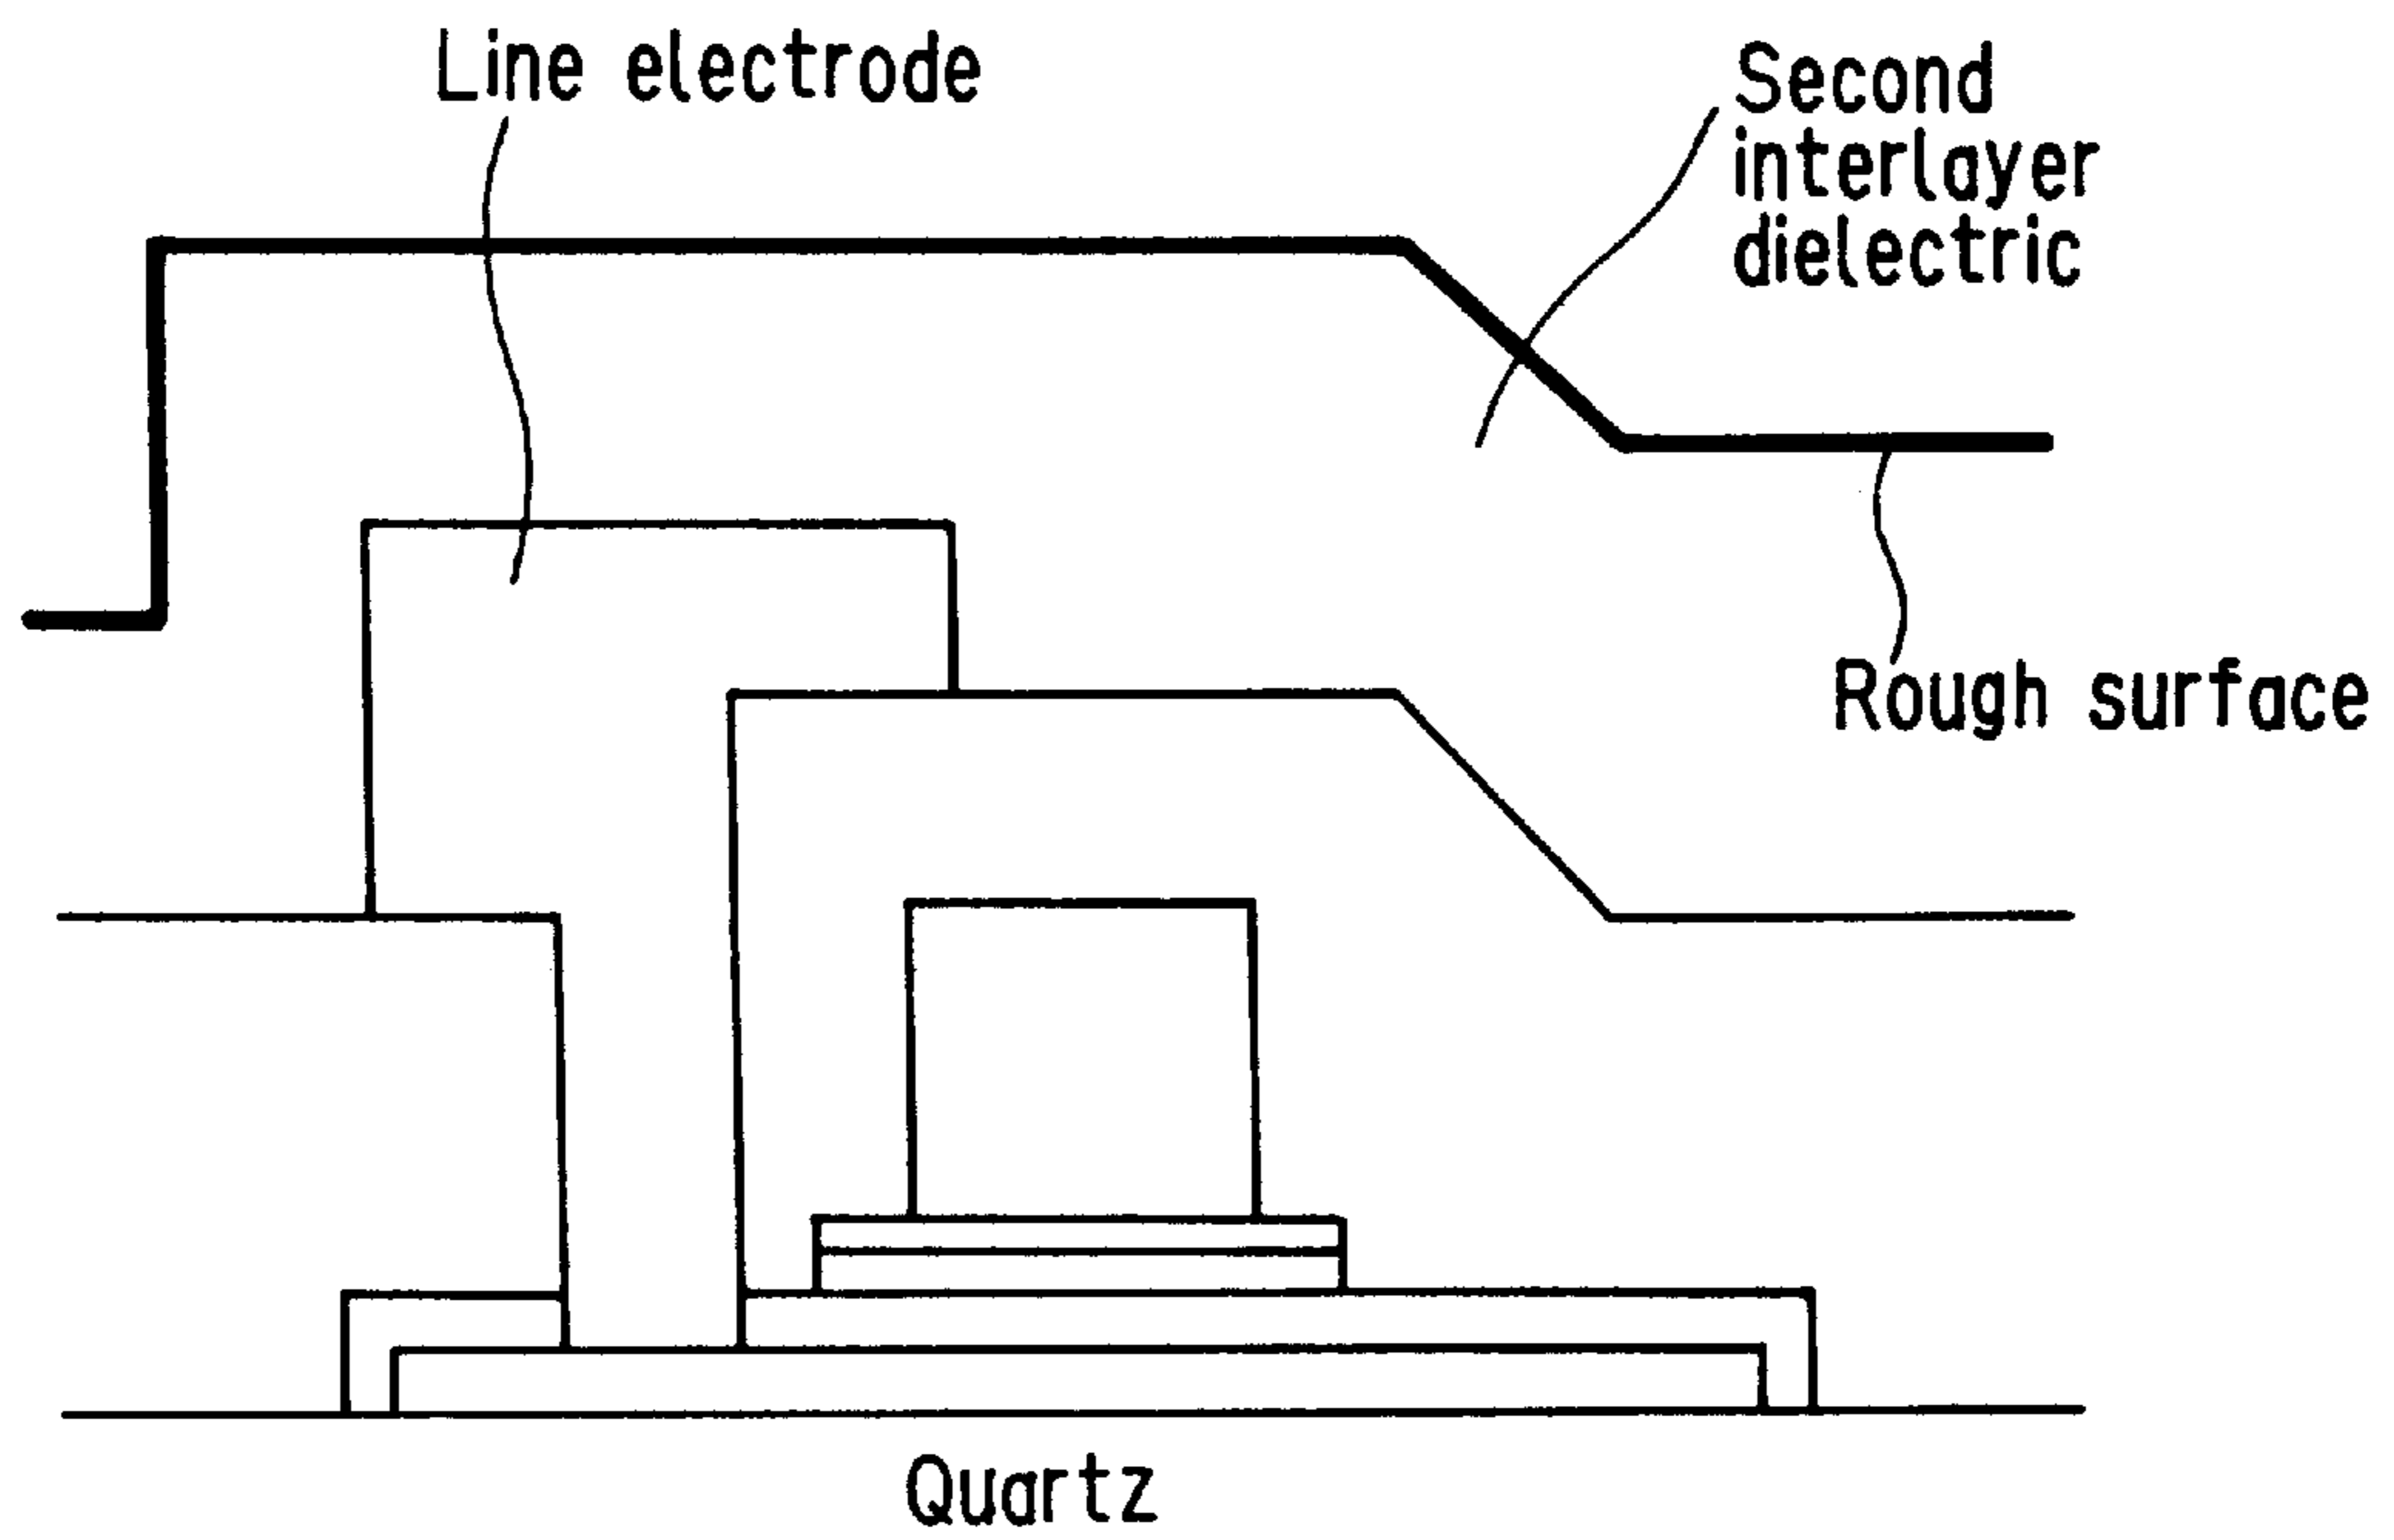 Line electrode
Second
interlayer
dielectric
Rough surface
Quartz